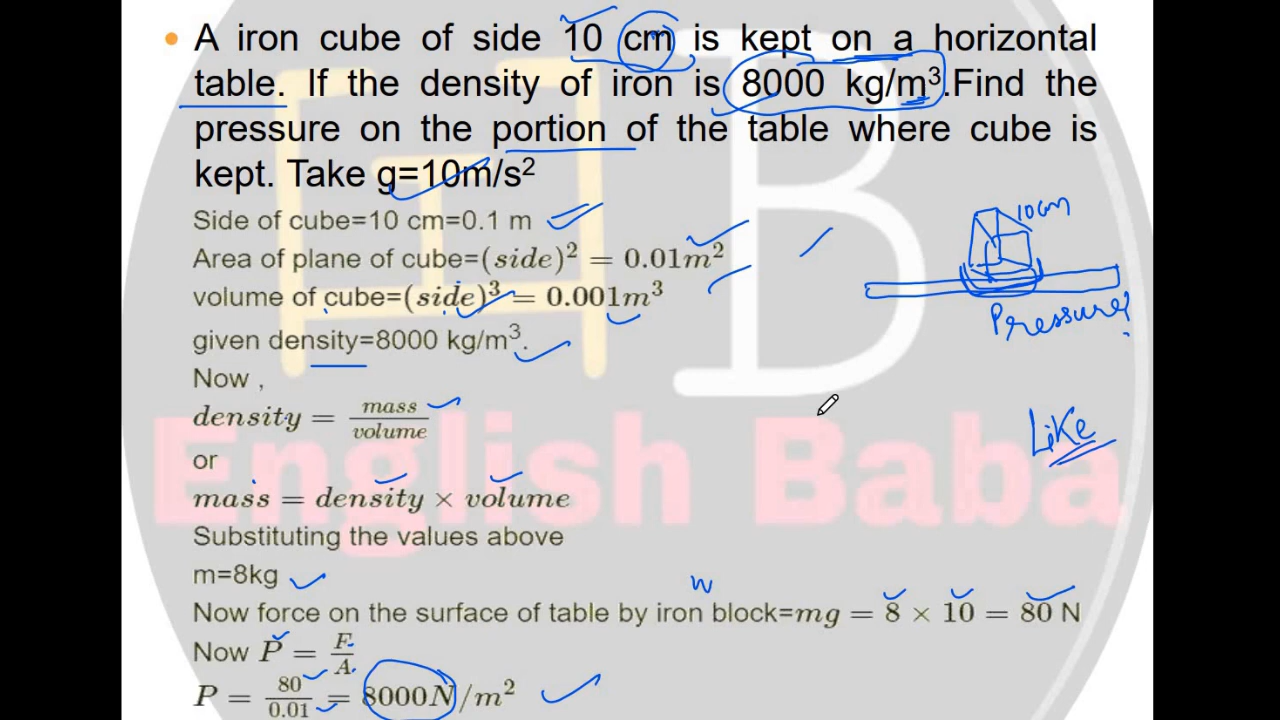 • A iron cube of side 10 cm is kept on a horizontal
table. If the density of iron is 8000 kg/m³.Find the
pressure on the portion of the table where cube is
kept. Take g=10m/s²
Side of cube=10 cm=0.1 m
Area of plane of cube=(side)² = 0.01m²
volume of cube=(side)³ = 0.001m³
given density=8000 kg/m³.
Now ,
density = mass/volume
or
mass = density × volume
Substituting the values above
m=8kg
W
Now force on the surface of table by iron block=mg = 8 × 10 = 80 N
Now P = F/A
P = 80/0.01 = 8000N/m²
10cm
Pressure?
Like
English Baba
EB